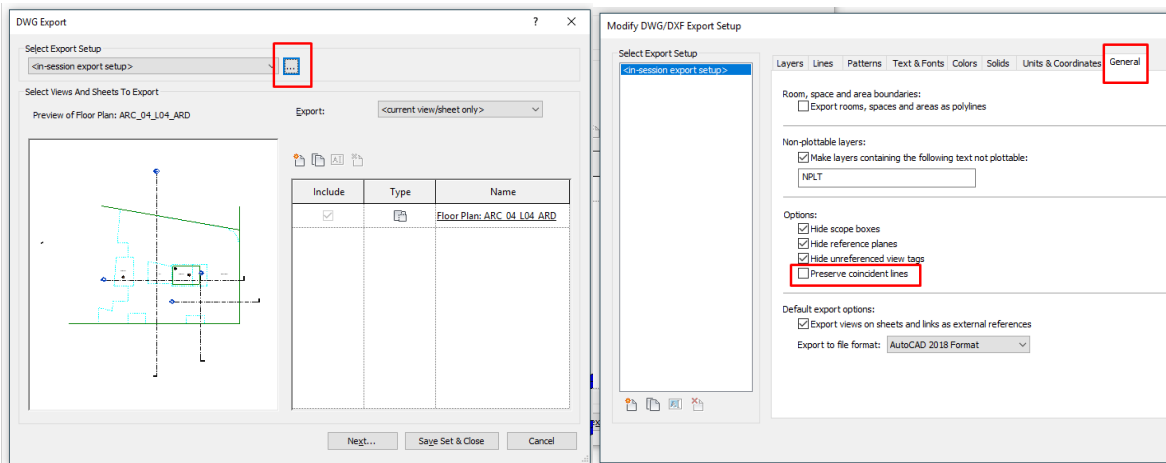 DWG Export
?
Select Export Setup
<in-session export setup>
...
Select Views And Sheets To Export
Preview of Floor Plan: ARC_04_L04_ARD
Export:
<current view/sheet only>
Include Type Name
Floor Plan: ARC_04_L04_ARD
Next...
Save Set & Close
Cancel
Modify DWG/DXF Export Setup
Select Export Setup
<in-session export setup>
Layers Lines Patterns Text & Fonts Colors Solids Units & Coordinates General
Room, space and area boundaries:
Export rooms, spaces and areas as polylines
Non-plottable layers:
Make layers containing the following text not plottable:
NPLT
Options:
Hide scope boxes
Hide reference planes
Hide unreferenced view tags
Preserve coincident lines
Default export options:
Export views on sheets and links as external references
Export to file format: AutoCAD 2018 Format